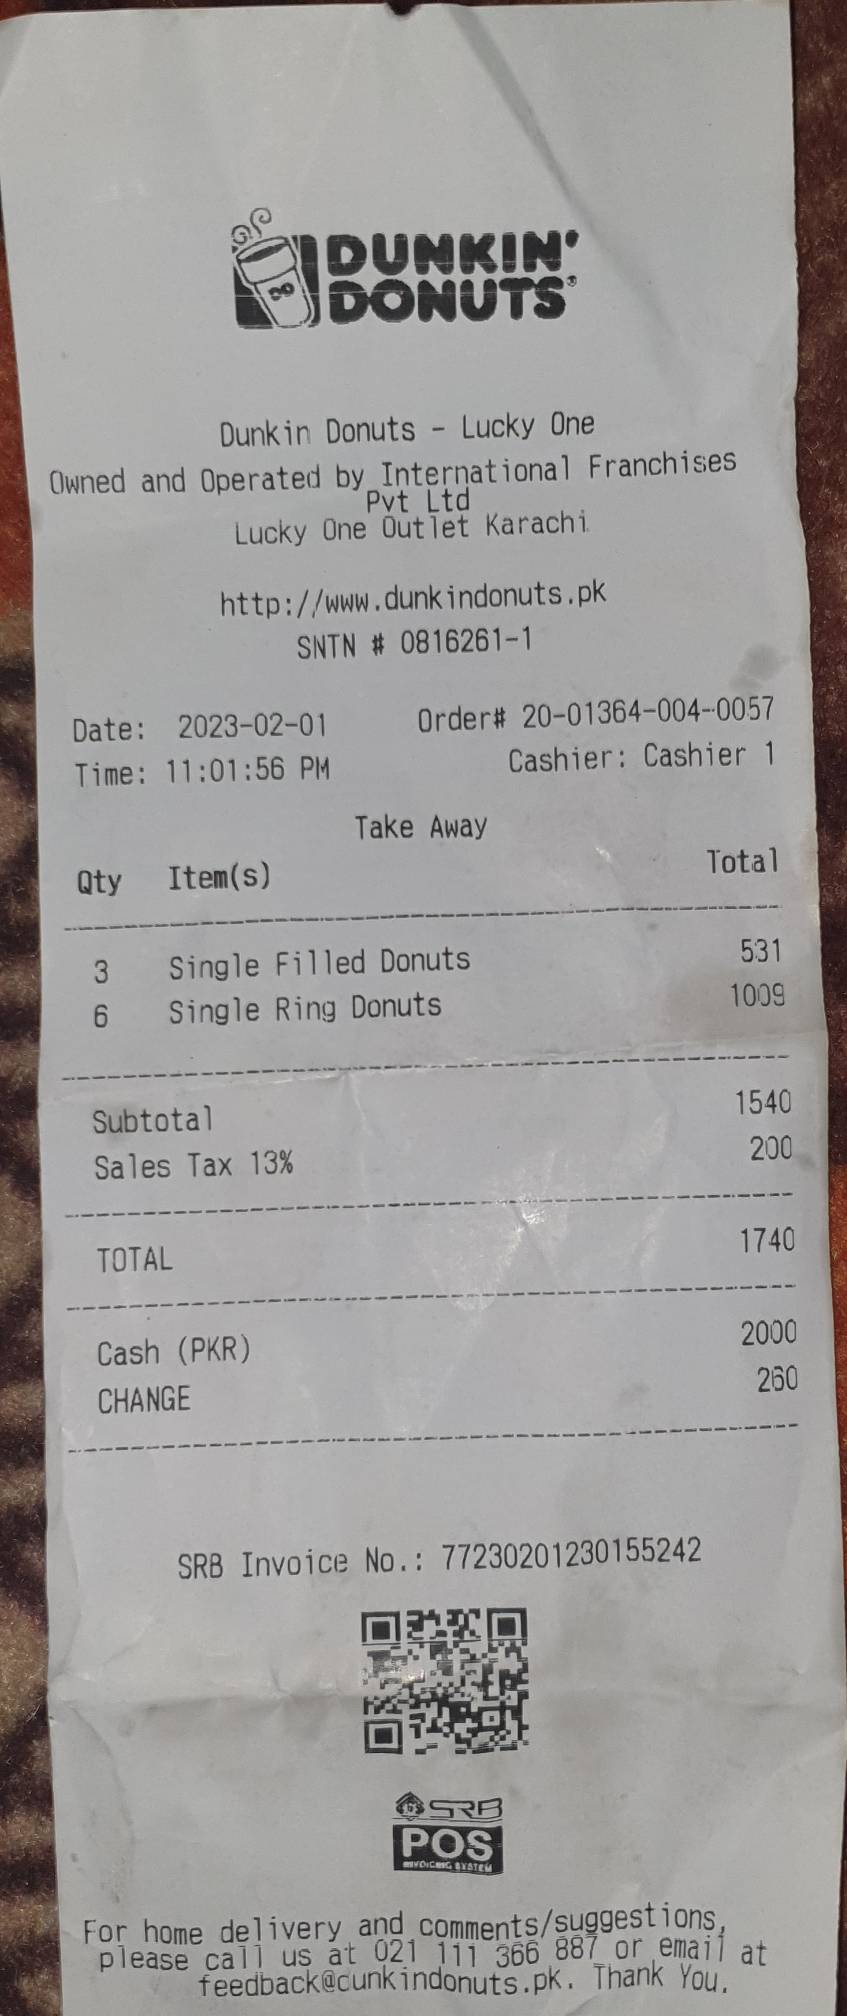 DUNKIN'
DONUTS®
Dunkin Donuts - Lucky One
Owned and Operated by International Franchises
Pvt Ltd
Lucky One Outlet Karachi
http://www.dunkindonuts.pk
SNTN # 0816261-1
Date: 2023-02-01 Order# 20-01364-004-0057
Time: 11:01:56 PM Cashier: Cashier 1
Take Away
Qty Item(s) Total
3 Single Filled Donuts 531
6 Single Ring Donuts 1009
Subtotal 1540
Sales Tax 13% 200
TOTAL 1740
Cash (PKR) 2000
CHANGE 260
SRB Invoice No.: 77230201230155242
SRB
POS
INVOICING SYSTEM
For home delivery and comments/suggestions,
please call us at 021 111 366 887 or email at
feedback@cunkindonuts.pk. Thank You.